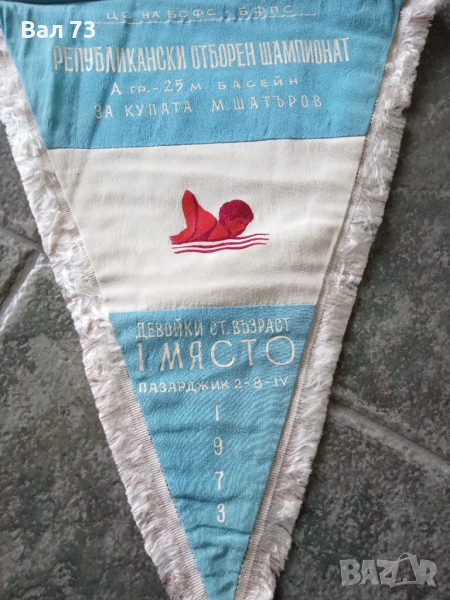 Вал 73
ЦС НА БСФС - БФПС
РЕПУБЛИКАНСКИ ОТБОРЕН ШАМПИОНАТ
А гр. - 25 м. БАСЕЙН
ЗА КУПАТА М. ШАТЪРОВ
ДЕВОЙКИ СТ. ВЪЗРАСТ
I МЯСТО
ПАЗАРДЖИК 2-8-IV
1
9
7
3
BAZAR